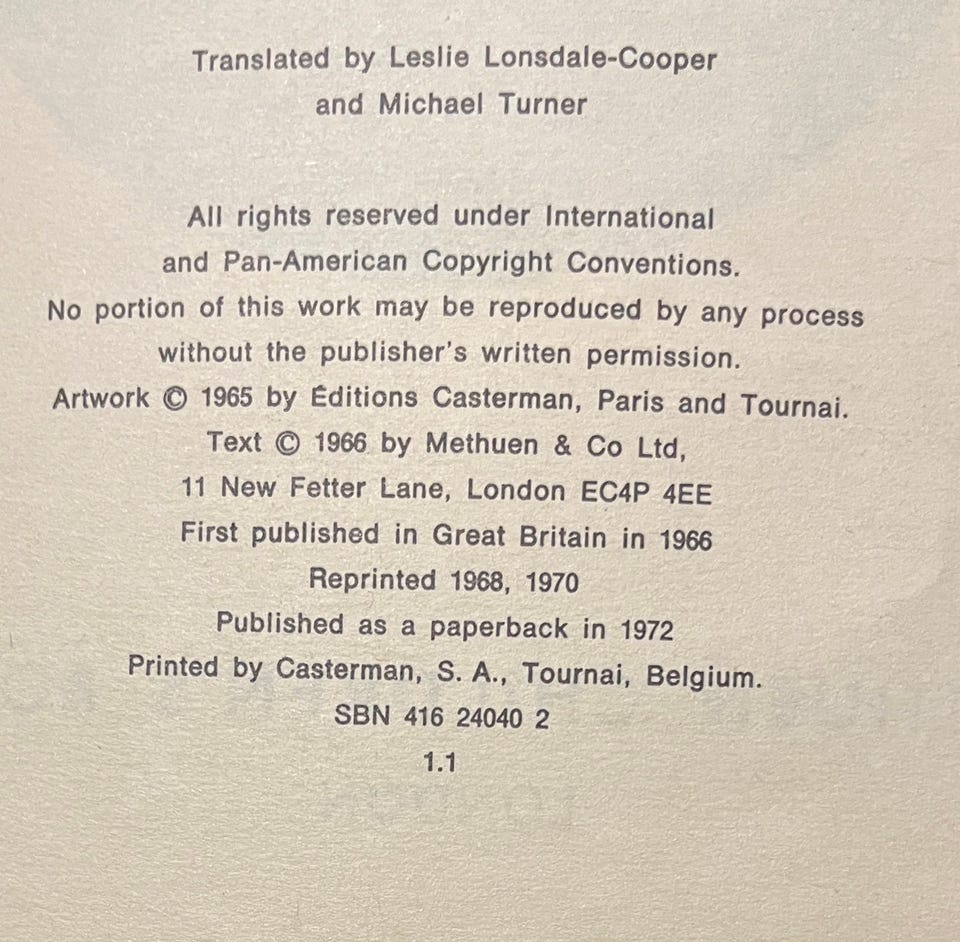 Translated by Leslie Lonsdale-Cooper
and Michael Turner
All rights reserved under International
and Pan-American Copyright Conventions.
No portion of this work may be reproduced by any process
without the publisher's written permission.
Artwork © 1965 by Éditions Casterman, Paris and Tournai.
Text © 1966 by Methuen & Co Ltd,
11 New Fetter Lane, London EC4P 4EE
First published in Great Britain in 1966
Reprinted 1968, 1970
Published as a paperback in 1972
Printed by Casterman, S. A., Tournai, Belgium.
SBN 416 24040 2
1.1